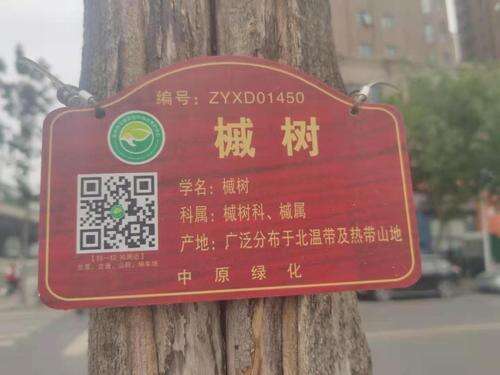 编号：ZYXD01450
槭树
学名：槭树
科属：槭树科、槭属
产地：广泛分布于北温带及热带山地
中原绿化